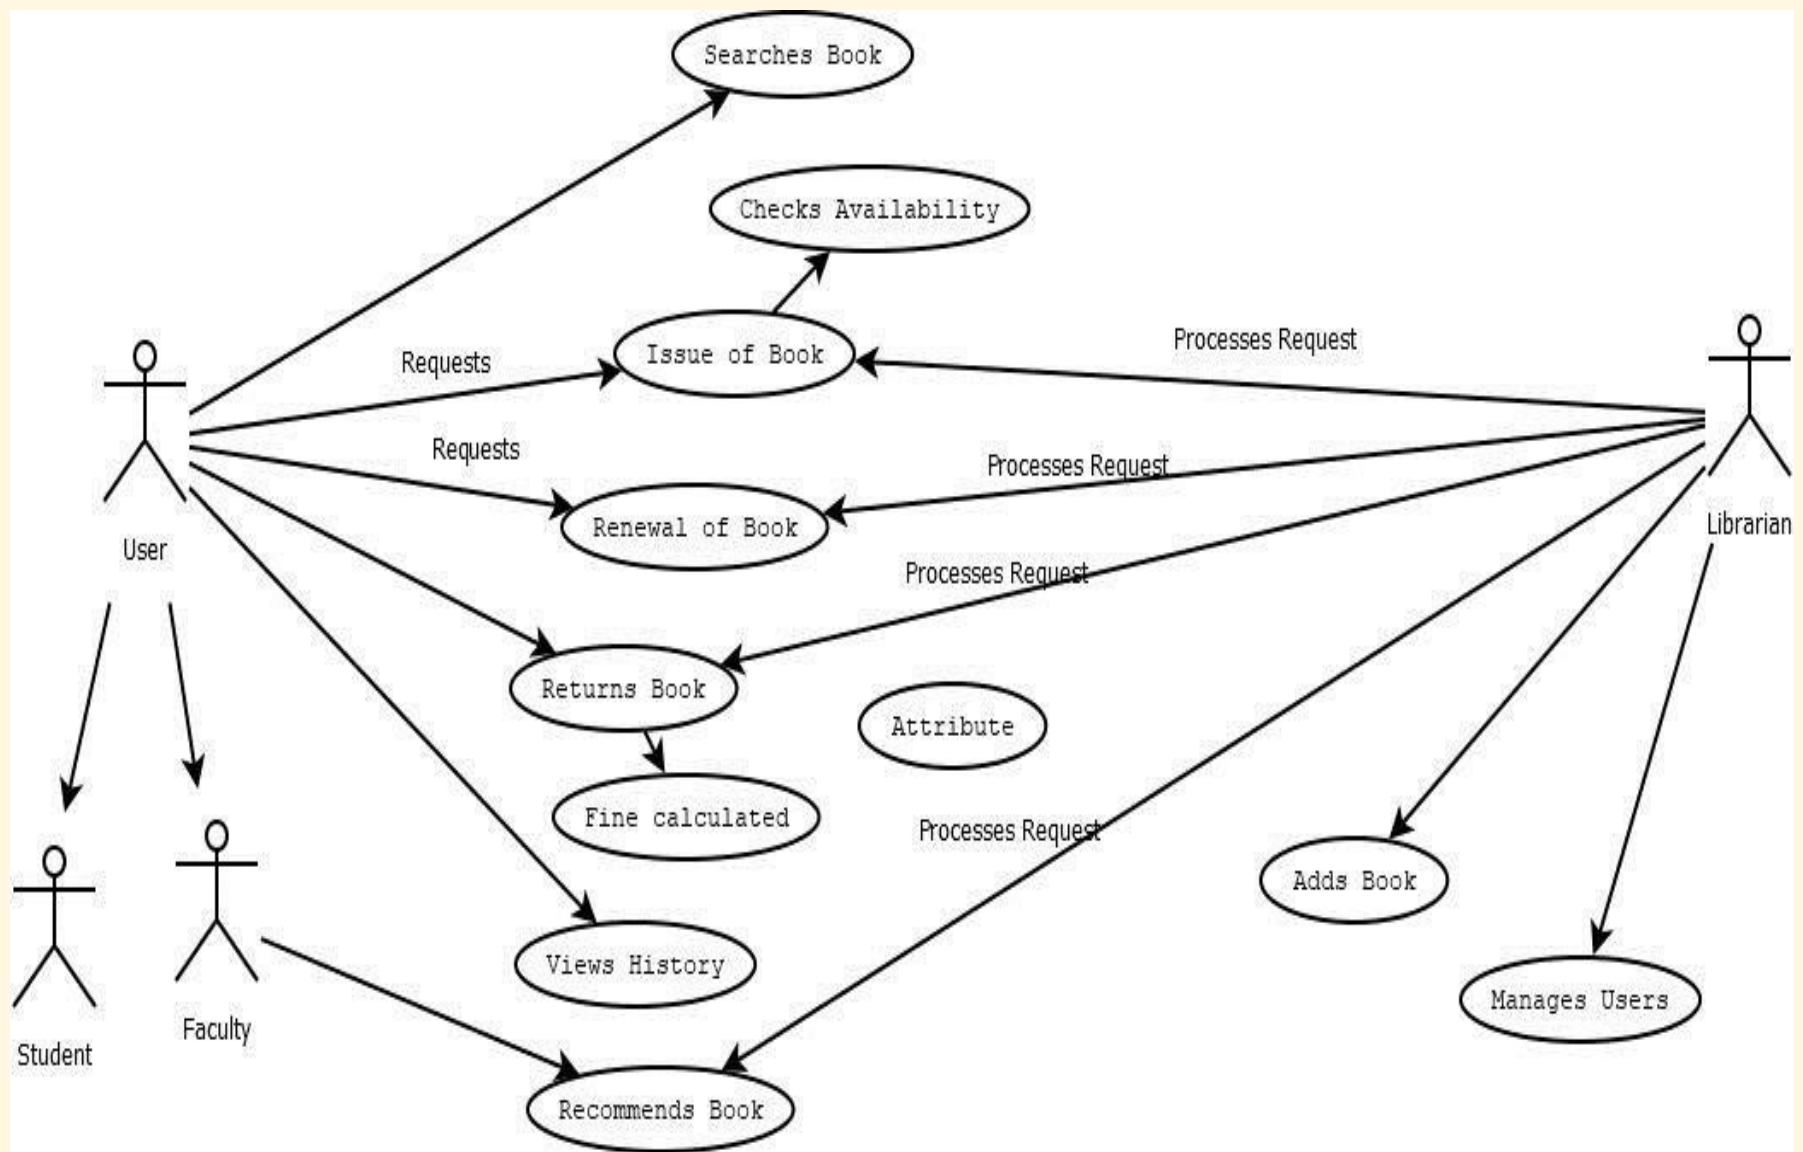 Searches Book
Checks Availability
Issue of Book
Processes Request
Requests
Requests
Processes Request
Renewal of Book
Librarian
User
Processes Request
Returns Book
Attribute
Fine calculated
Processes Request
Adds Book
Views History
Manages Users
Faculty
Student
Recommends Book